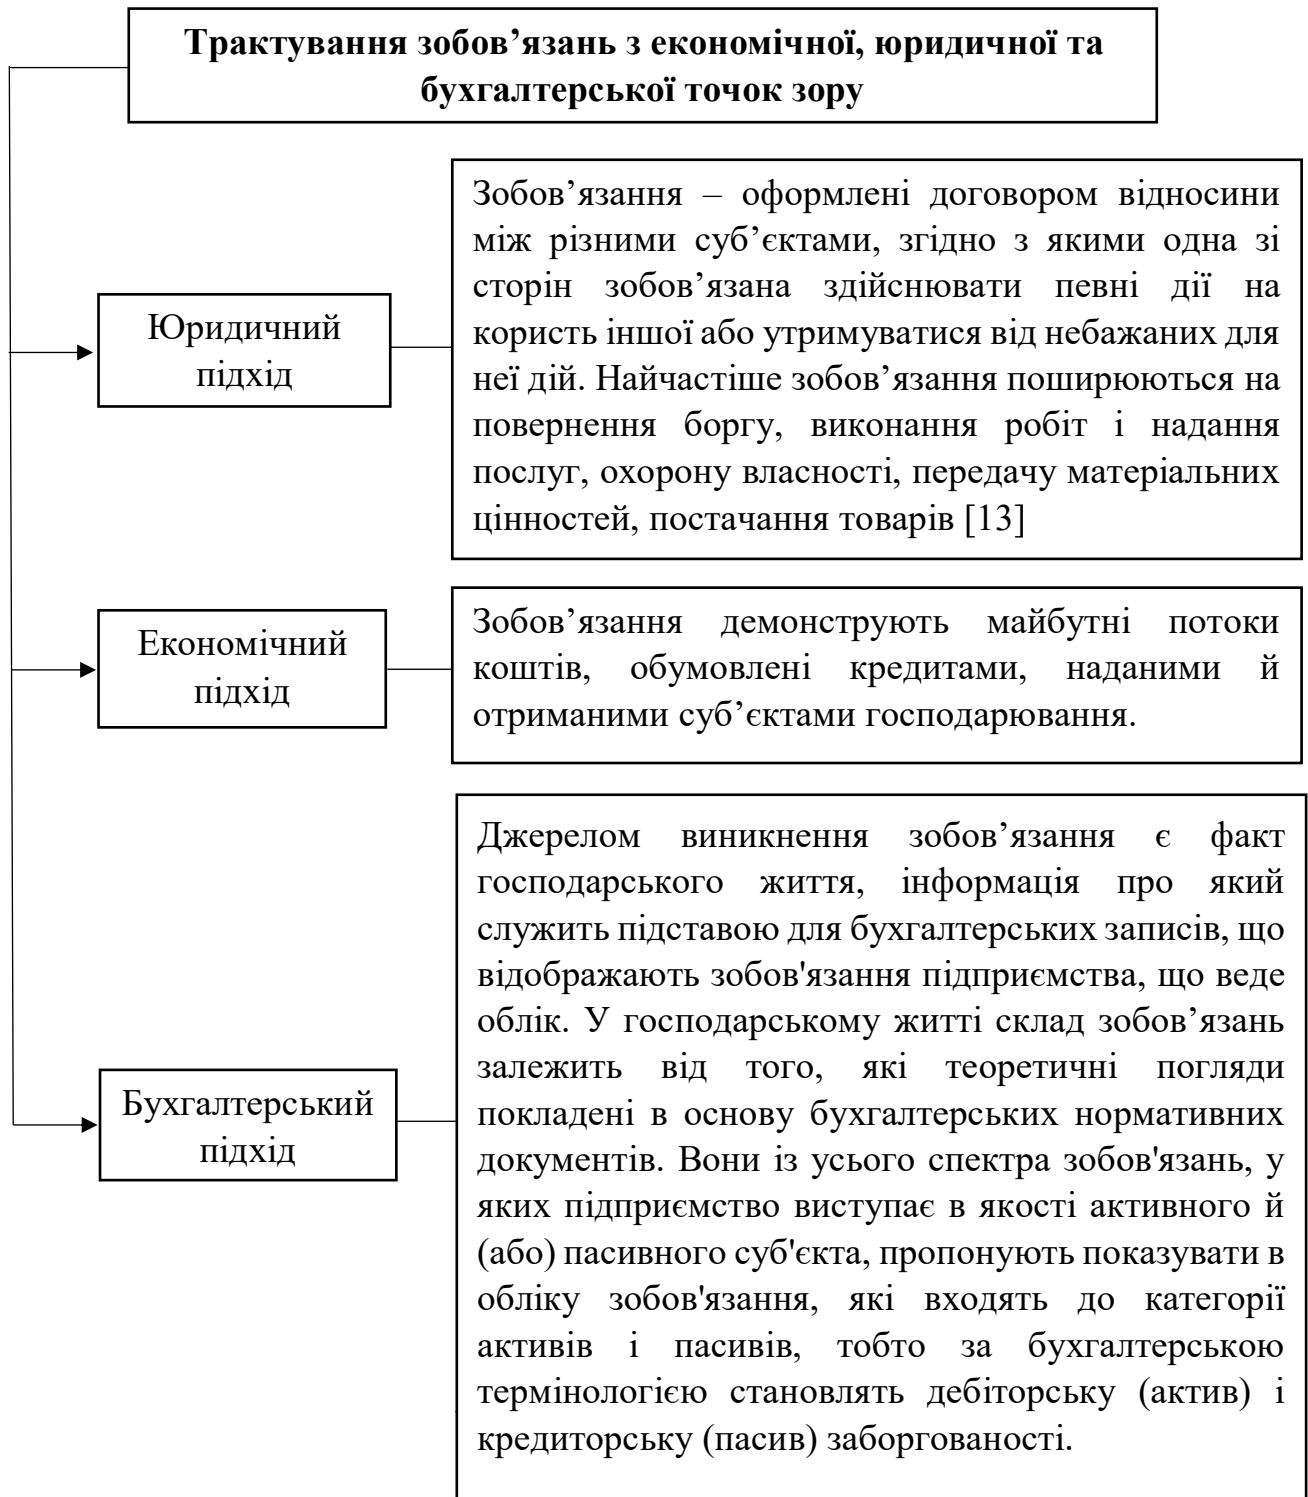 Трактування зобов’язань з економічної, юридичної та
бухгалтерської точок зору
Юридичний
підхід
Зобов’язання – оформлені договором відносини
між різними суб’єктами, згідно з якими одна зі
сторін зобов’язана здійснювати певні дії на
користь іншої або утримуватися від небажаних для
неї дій. Найчастіше зобов’язання поширюються на
повернення боргу, виконання робіт і надання
послуг, охорону власності, передачу матеріальних
цінностей, постачання товарів [13]
Економічний
підхід
Зобов’язання демонструють майбутні потоки
коштів, обумовлені кредитами, наданими й
отриманими суб’єктами господарювання.
Бухгалтерський
підхід
Джерелом виникнення зобов’язання є факт
господарського життя, інформація про який
служить підставою для бухгалтерських записів, що
відображають зобов'язання підприємства, що веде
облік. У господарському житті склад зобов’язань
залежить від того, які теоретичні погляди
покладені в основу бухгалтерських нормативних
документів. Вони із усього спектра зобов'язань, у
яких підприємство виступає в якості активного й
(або) пасивного суб'єкта, пропонують показувати в
обліку зобов'язання, які входять до категорії
активів і пасивів, тобто за бухгалтерською
термінологією становлять дебіторську (актив) і
кредиторську (пасив) заборгованості.